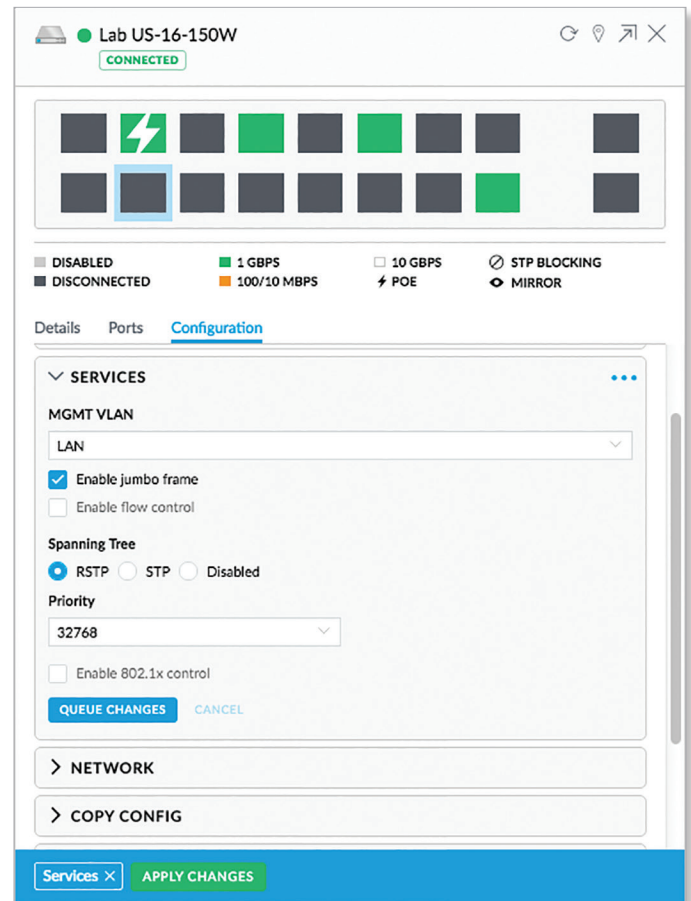 Lab US-16-150W
CONNECTED
DISABLED 1 GBPS 10 GBPS STP BLOCKING
DISCONNECTED 100/10 MBPS POE MIRROR
Details Ports Configuration
SERVICES
MGMT VLAN
LAN
Enable jumbo frame
Enable flow control
Spanning Tree
RSTP STP Disabled
Priority
32768
Enable 802.1x control
QUEUE CHANGES CANCEL
NETWORK
COPY CONFIG
Services × APPLY CHANGES